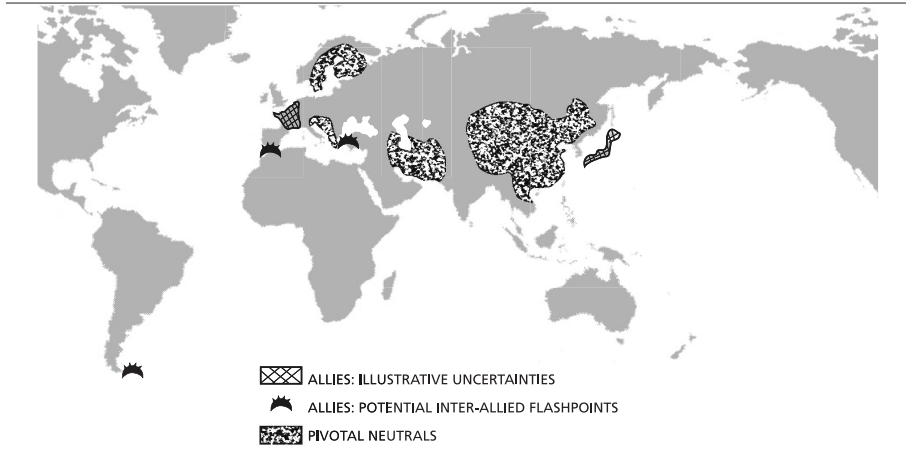 ALLIES: ILLUSTRATIVE UNCERTAINTIES
ALLIES: POTENTIAL INTER-ALLIED FLASHPOINTS
PIVOTAL NEUTRALS